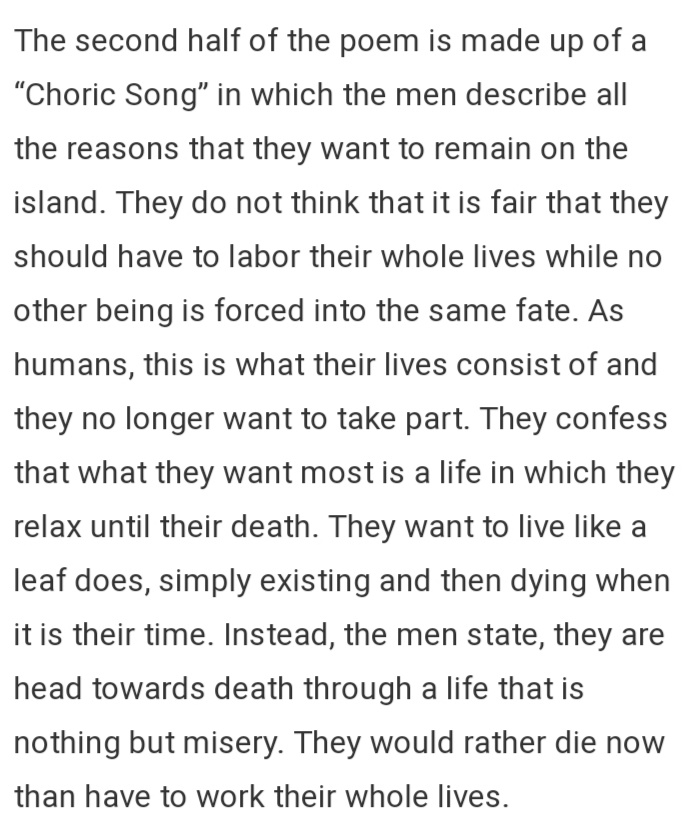 The second half of the poem is made up of a
“Choric Song” in which the men describe all
the reasons that they want to remain on the
island. They do not think that it is fair that they
should have to labor their whole lives while no
other being is forced into the same fate. As
humans, this is what their lives consist of and
they no longer want to take part. They confess
that what they want most is a life in which they
relax until their death. They want to live like a
leaf does, simply existing and then dying when
it is their time. Instead, the men state, they are
head towards death through a life that is
nothing but misery. They would rather die now
than have to work their whole lives.